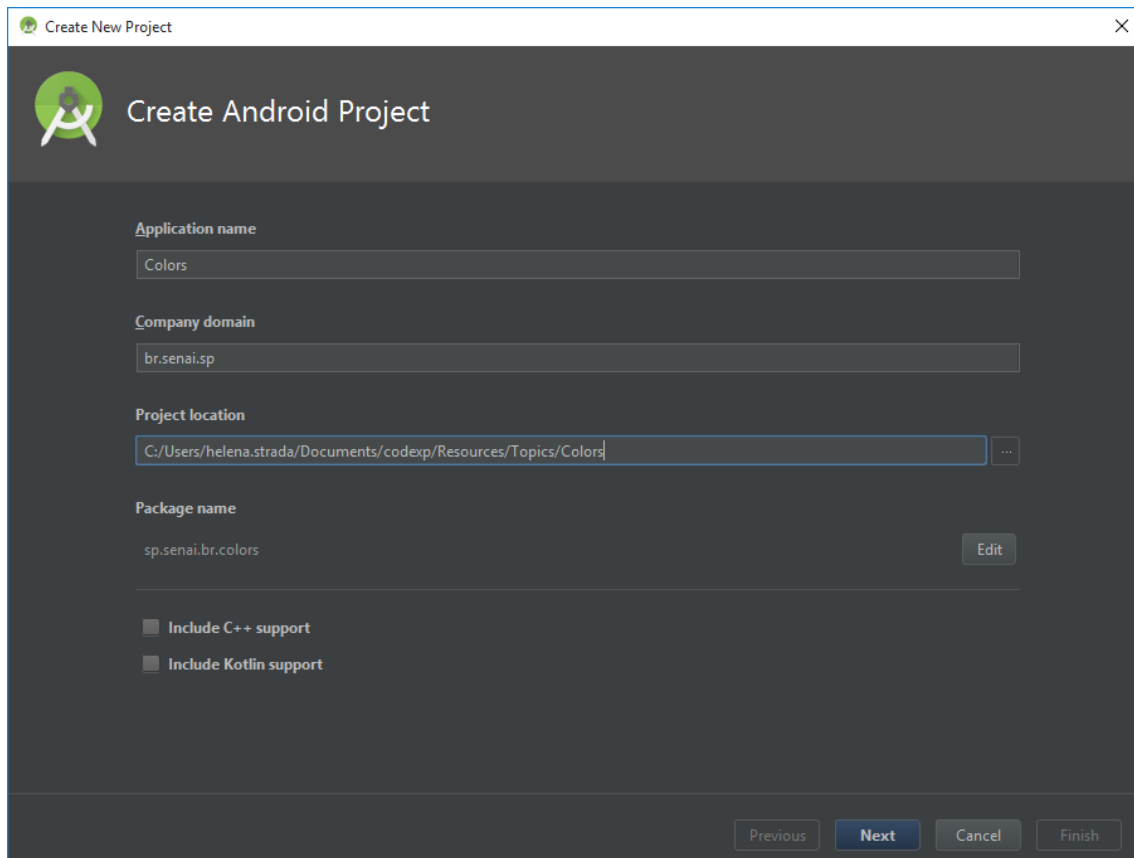 Create New Project
Create Android Project
Application name
Colors
Company domain
br.senai.sp
Project location
C:/Users/helena.strada/Documents/codexp/Resources/Topics/Colors
...
Package name
sp.senai.br.colors
Edit
Include C++ support
Include Kotlin support
Previous Next Cancel Finish